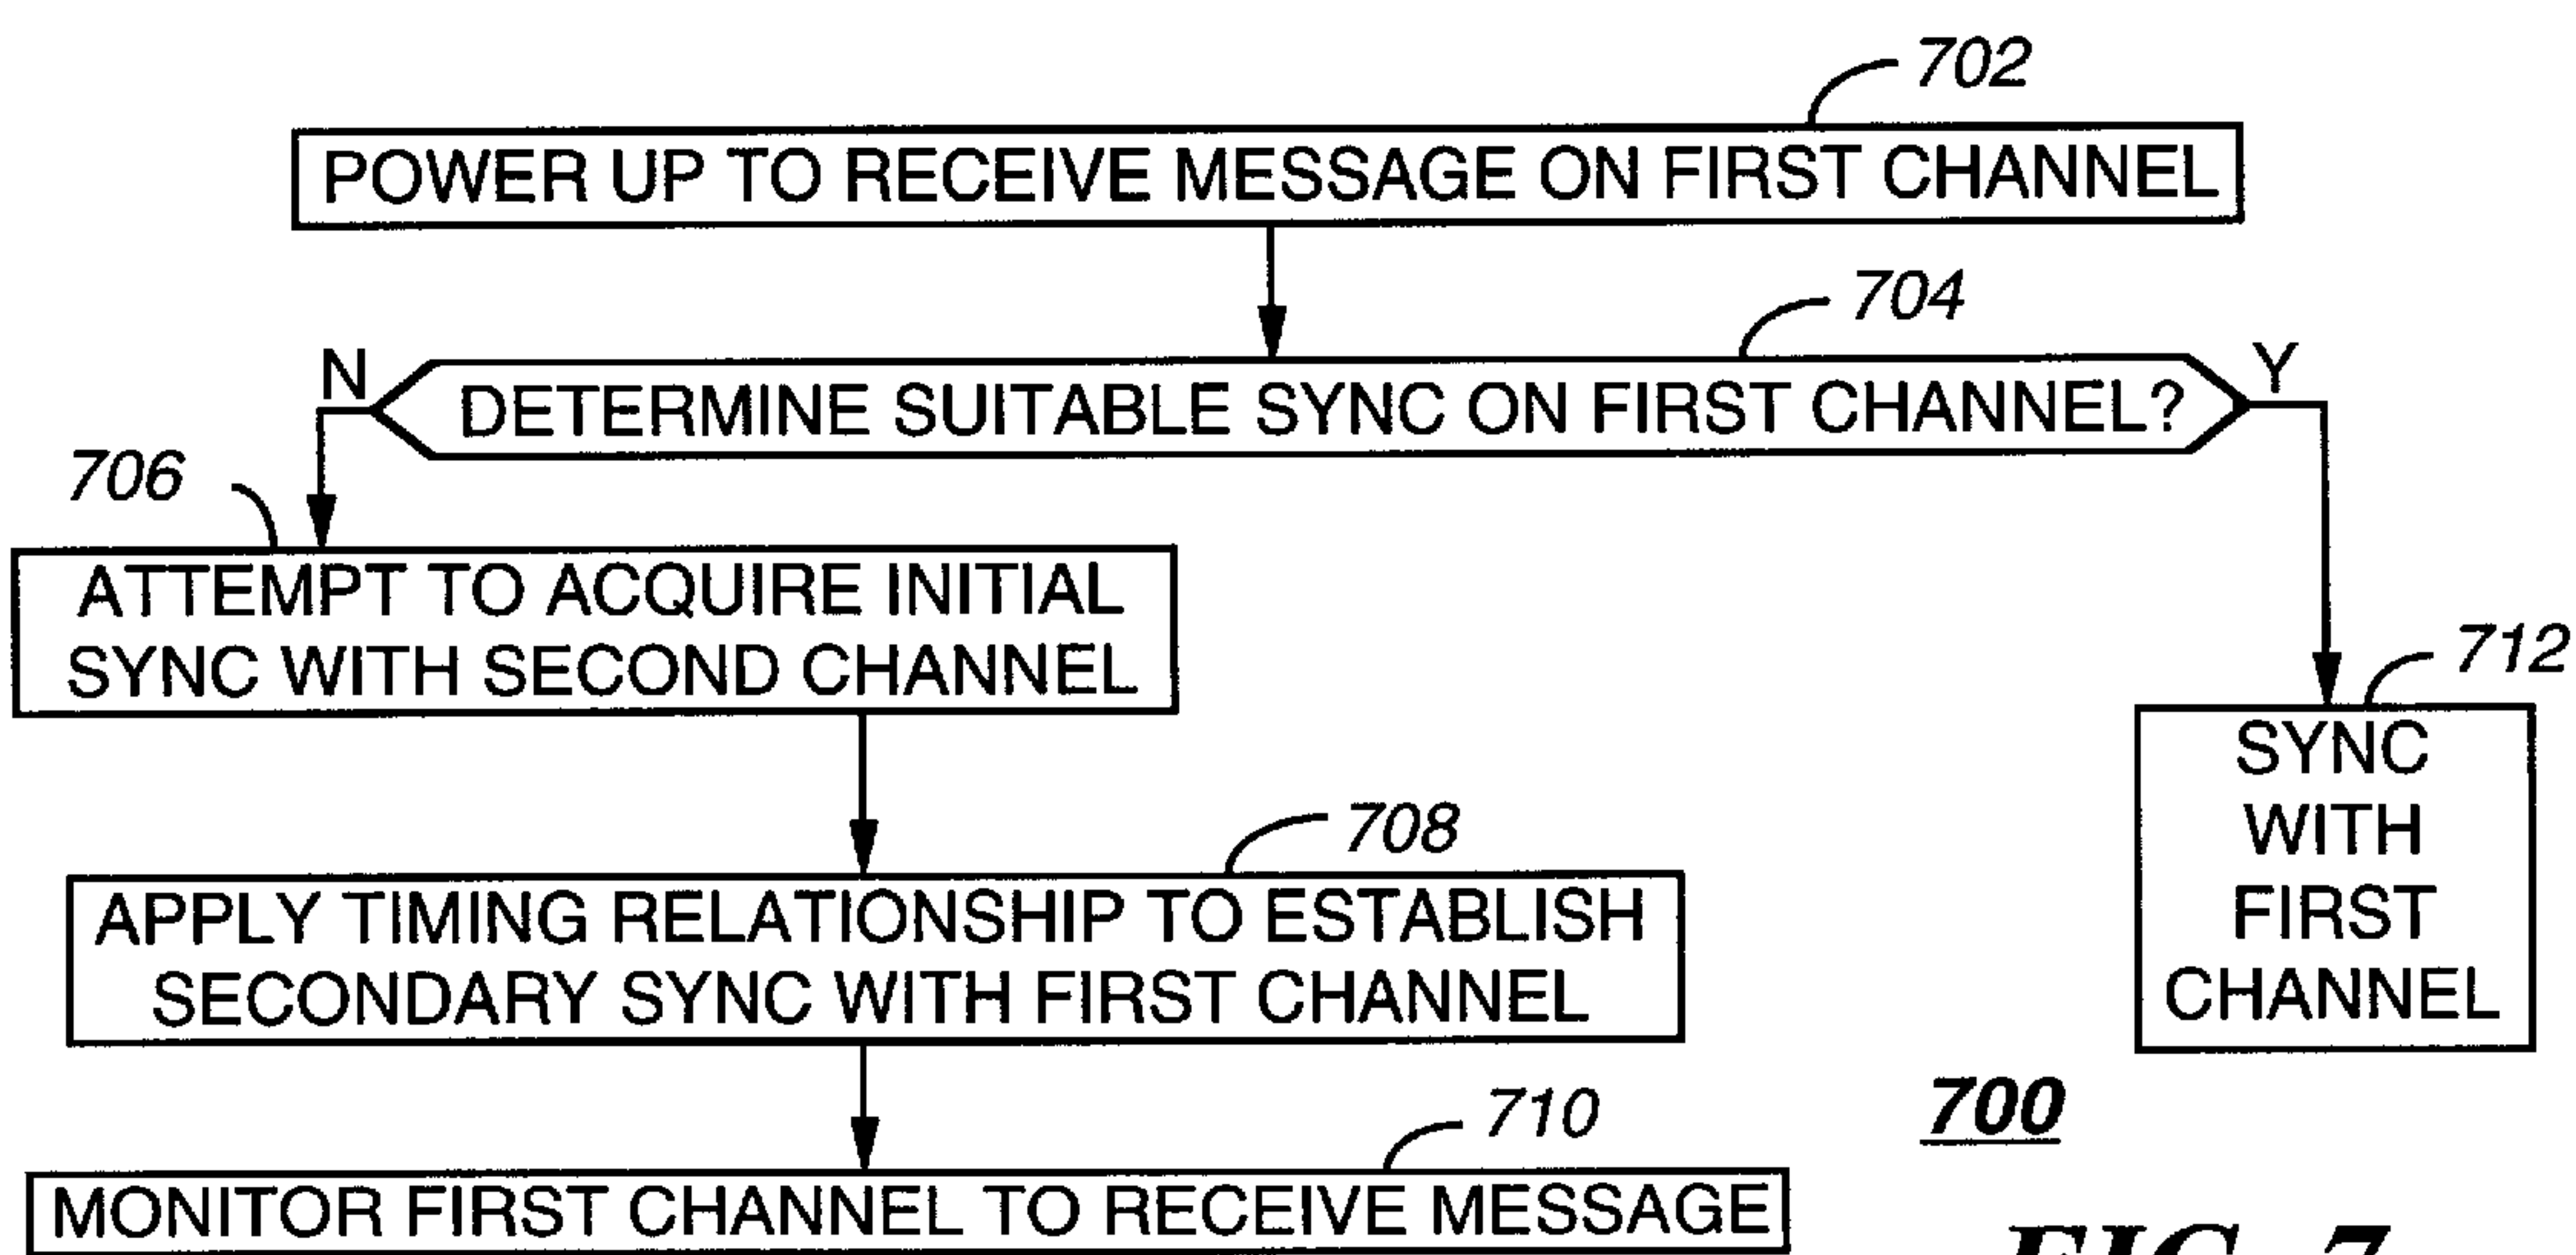 702
POWER UP TO RECEIVE MESSAGE ON FIRST CHANNEL
704
N
DETERMINE SUITABLE SYNC ON FIRST CHANNEL?
Y
706
ATTEMPT TO ACQUIRE INITIAL
SYNC WITH SECOND CHANNEL
712
SYNC
WITH
FIRST
CHANNEL
708
APPLY TIMING RELATIONSHIP TO ESTABLISH
SECONDARY SYNC WITH FIRST CHANNEL
700
710
MONITOR FIRST CHANNEL TO RECEIVE MESSAGE
FIG. 7